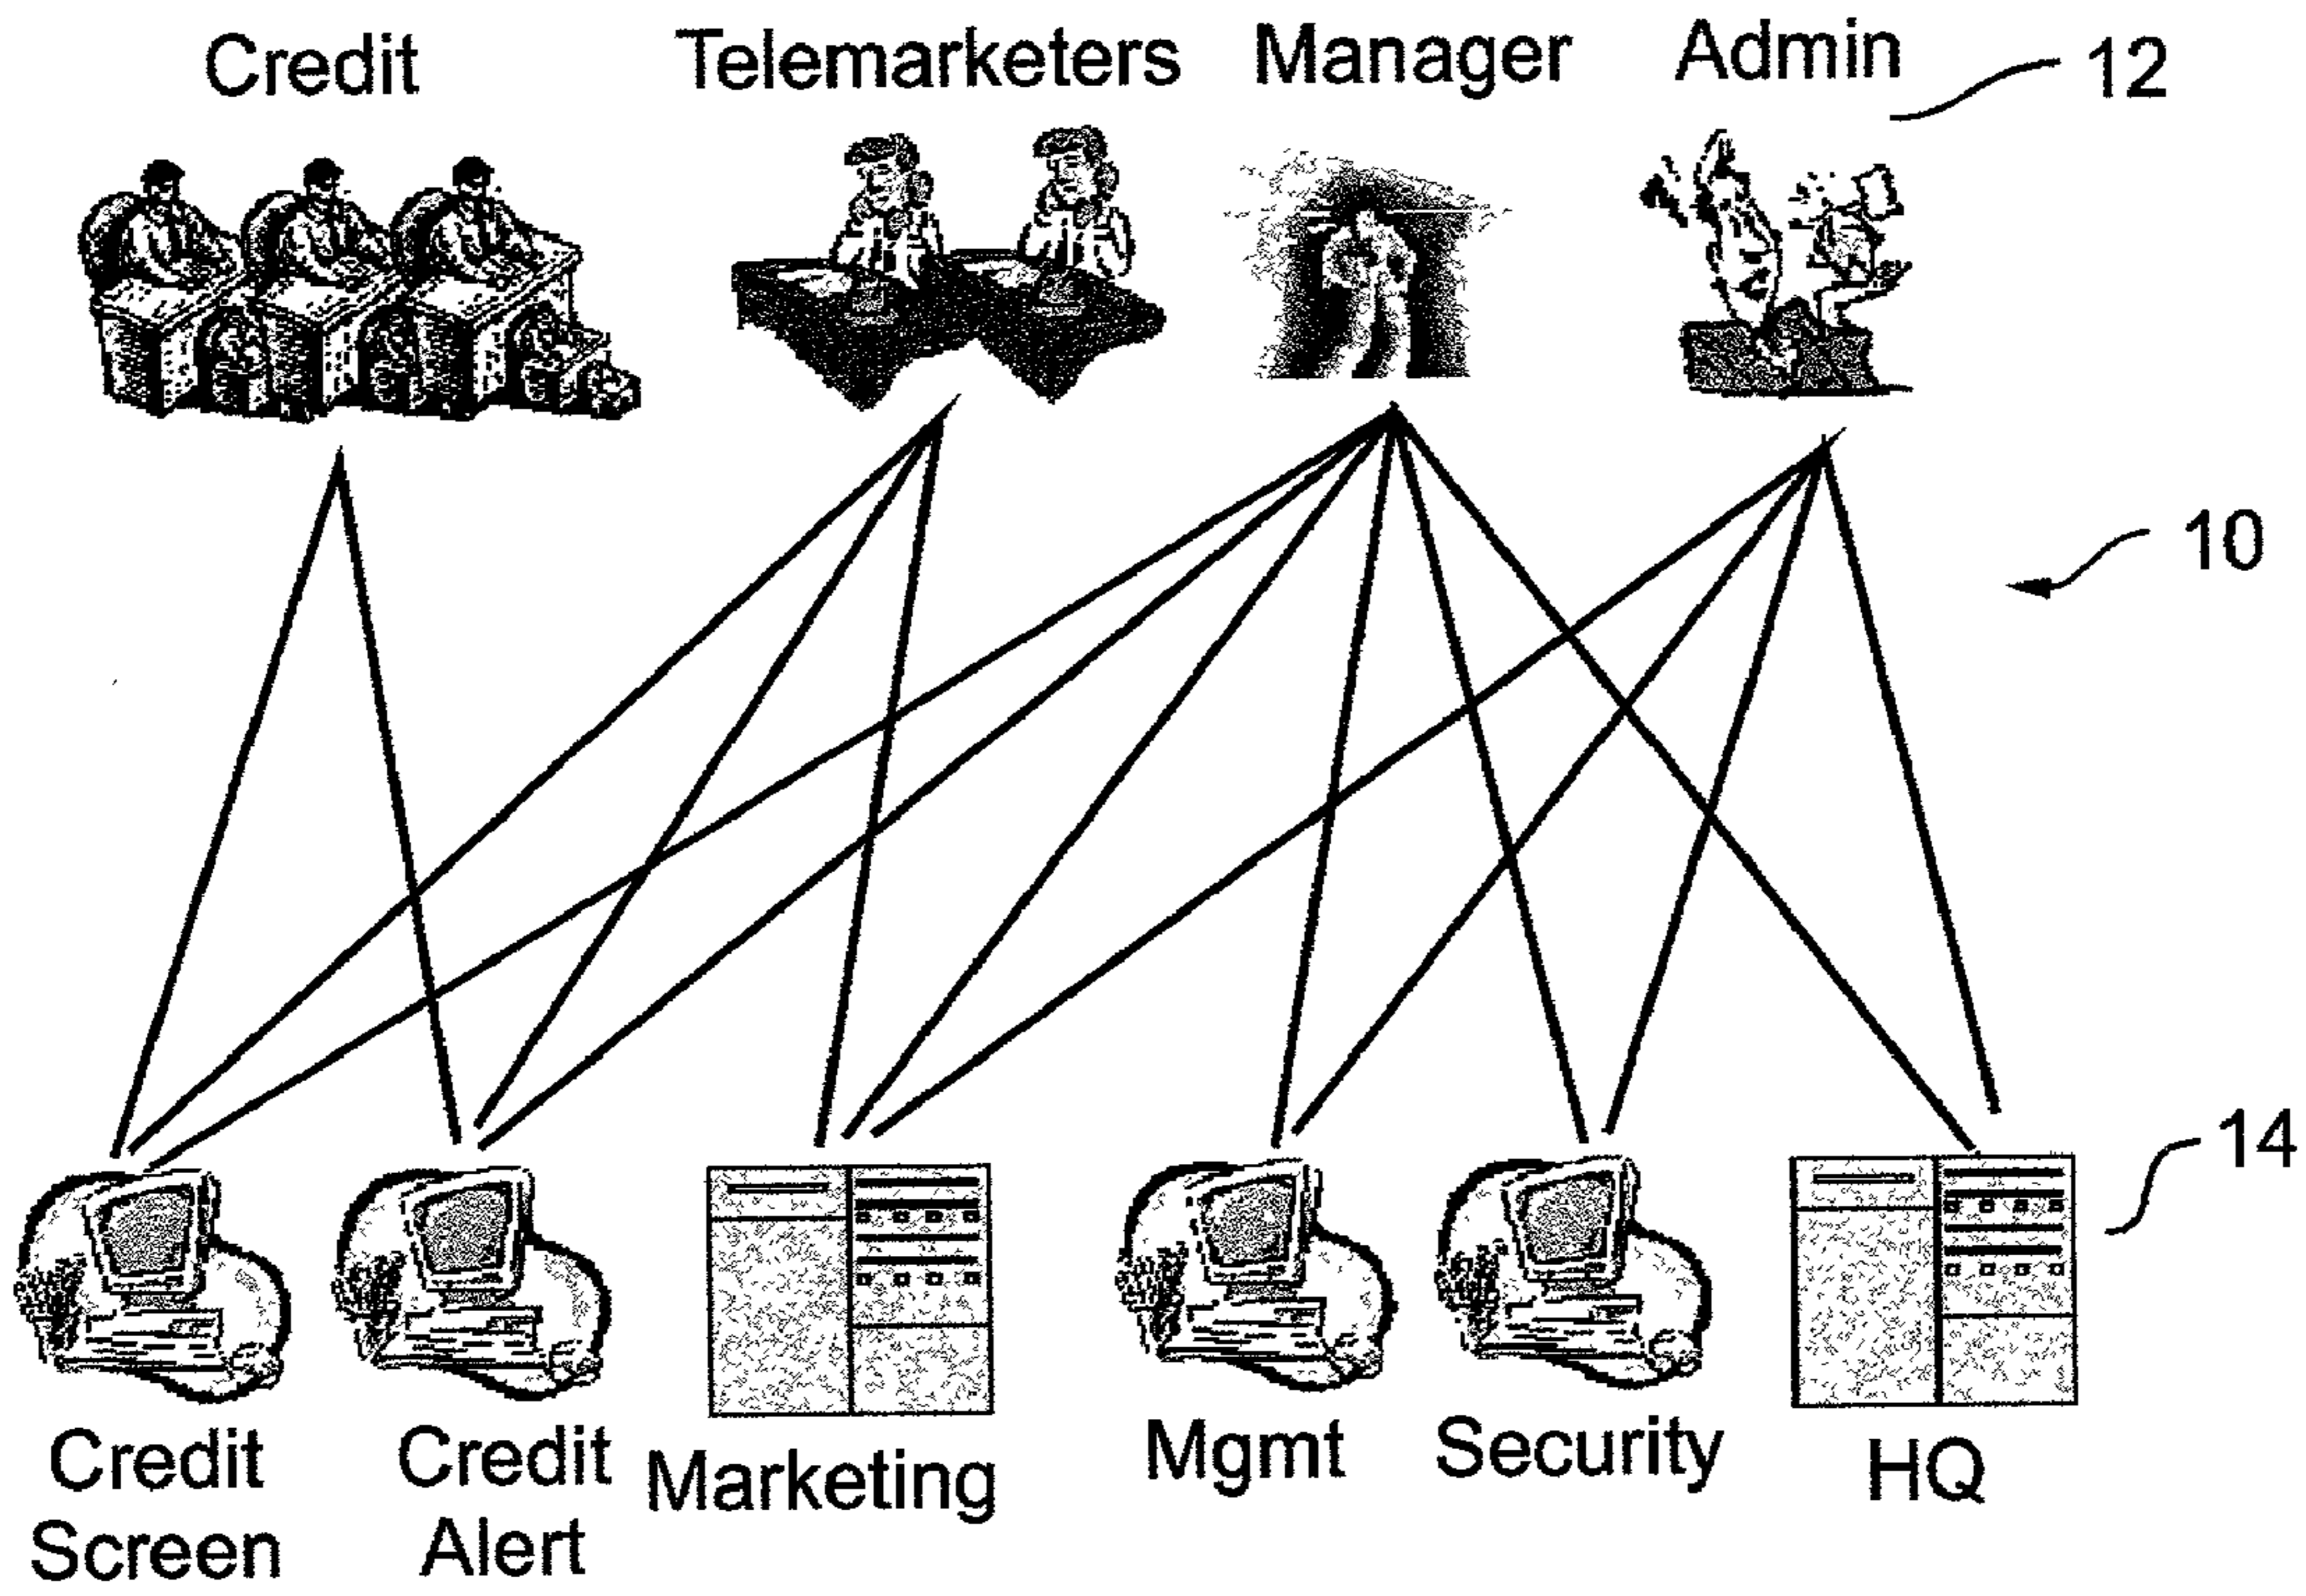 Credit
Telemarketers
Manager
Admin
12
10
14
Credit
Screen
Credit
Alert
Marketing
Mgmt
Security
HQ